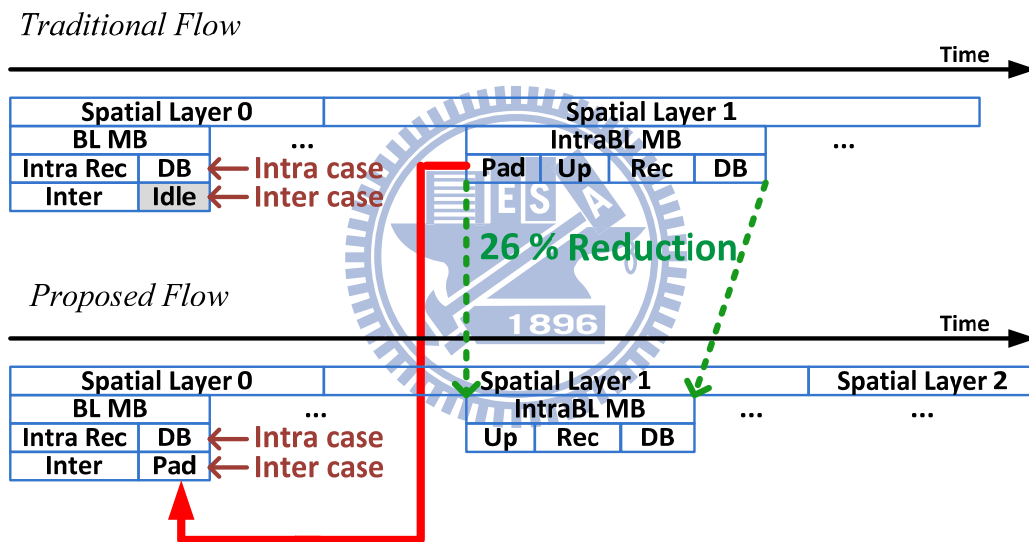 Traditional Flow
Time
Spatial Layer 0 Spatial Layer 1
BL MB ... IntraBL MB ...
Intra Rec DB Intra case Pad Up Rec DB
Inter Idle Inter case
ES A
26 % Reduction
1896
Proposed Flow
Time
Spatial Layer 0 Spatial Layer 1 Spatial Layer 2
BL MB ... IntraBL MB ... ...
Intra Rec DB Intra case Up Rec DB
Inter Pad Inter case